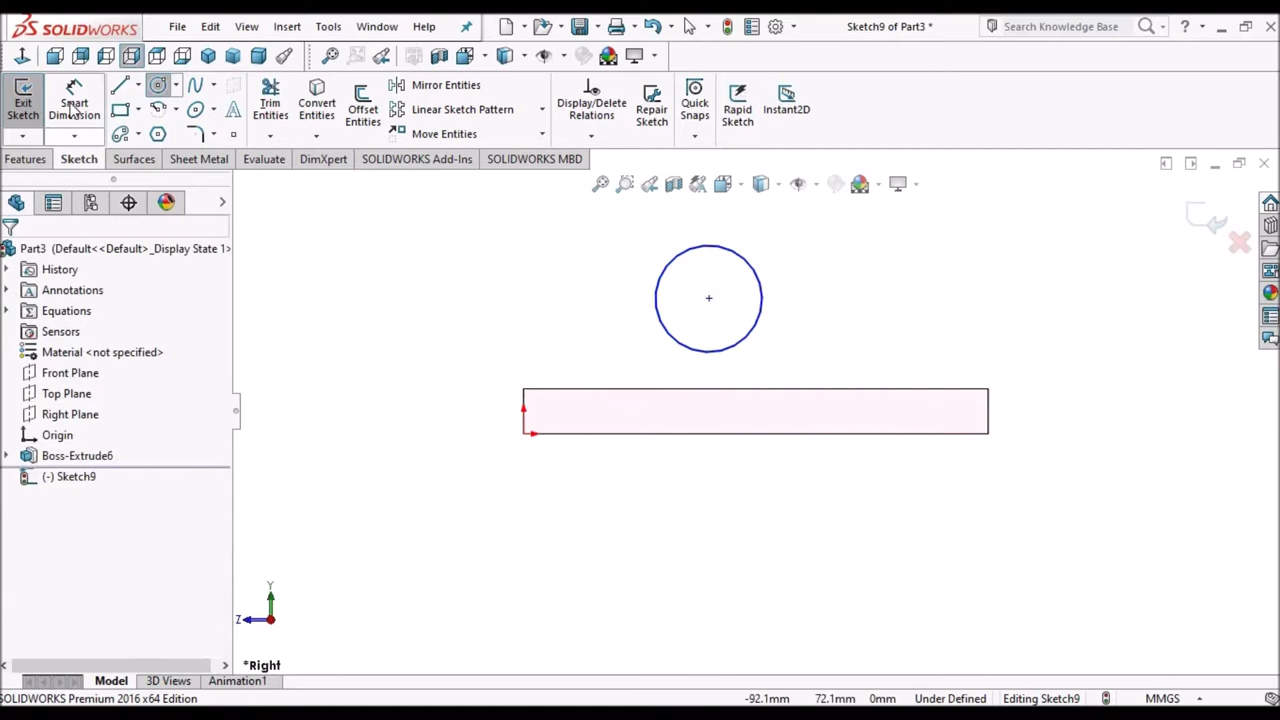 SOLIDWORKS File Edit View Insert Tools Window Help Sketch9 of Part3 * Search Knowledge Base
Exit Sketch Smart Dimension Trim Entities Convert Entities Offset Entities Mirror Entities Linear Sketch Pattern Move Entities Display/Delete Relations Repair Sketch Quick Snaps Rapid Sketch Instant2D
Features Sketch Surfaces Sheet Metal Evaluate DimXpert SOLIDWORKS Add-Ins SOLIDWORKS MBD
Part3 (Default<<Default>_Display State 1>
History
Annotations
Equations
Sensors
Material <not specified>
Front Plane
Top Plane
Right Plane
Origin
Boss-Extrude6
(-) Sketch9
Y
Z
*Right
Model 3D Views Animation1
SOLIDWORKS Premium 2016 x64 Edition -92.1mm 72.1mm 0mm Under Defined Editing Sketch9 MMGS